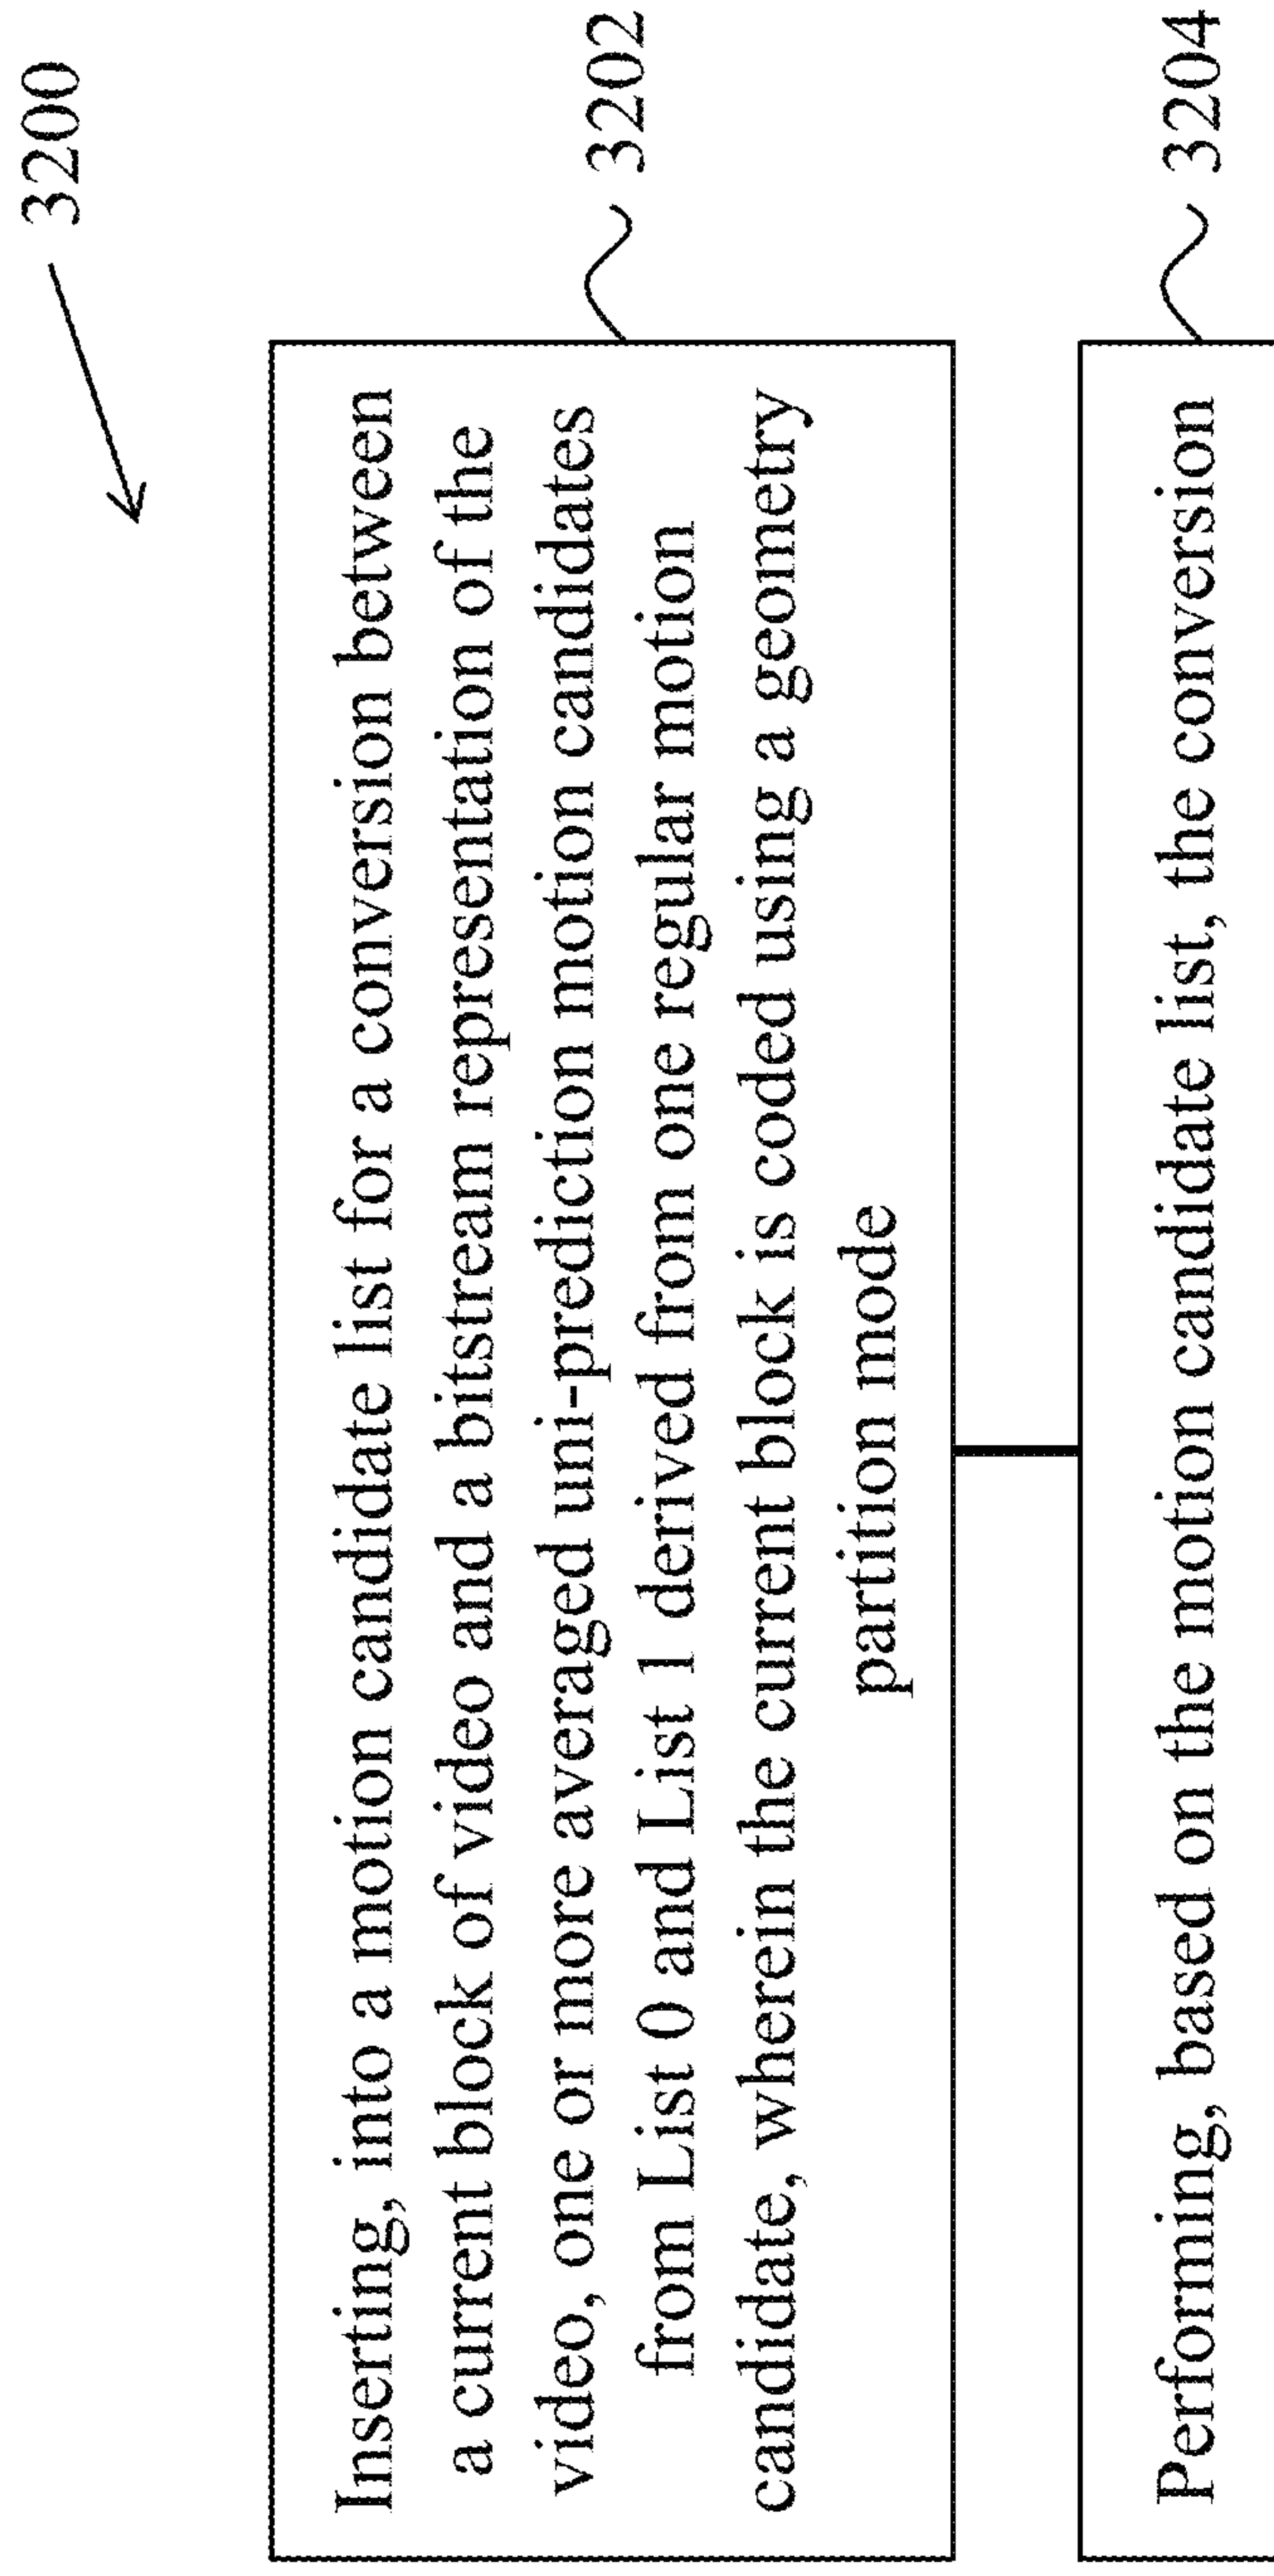 3200
Inserting, into a motion candidate list for a conversion between
a current block of video and a bitstream representation of the
video, one or more averaged uni-prediction motion candidates
from List 0 and List 1 derived from one regular motion
candidate, wherein the current block is coded using a geometry
partition mode
3202
Performing, based on the motion candidate list, the conversion
3204